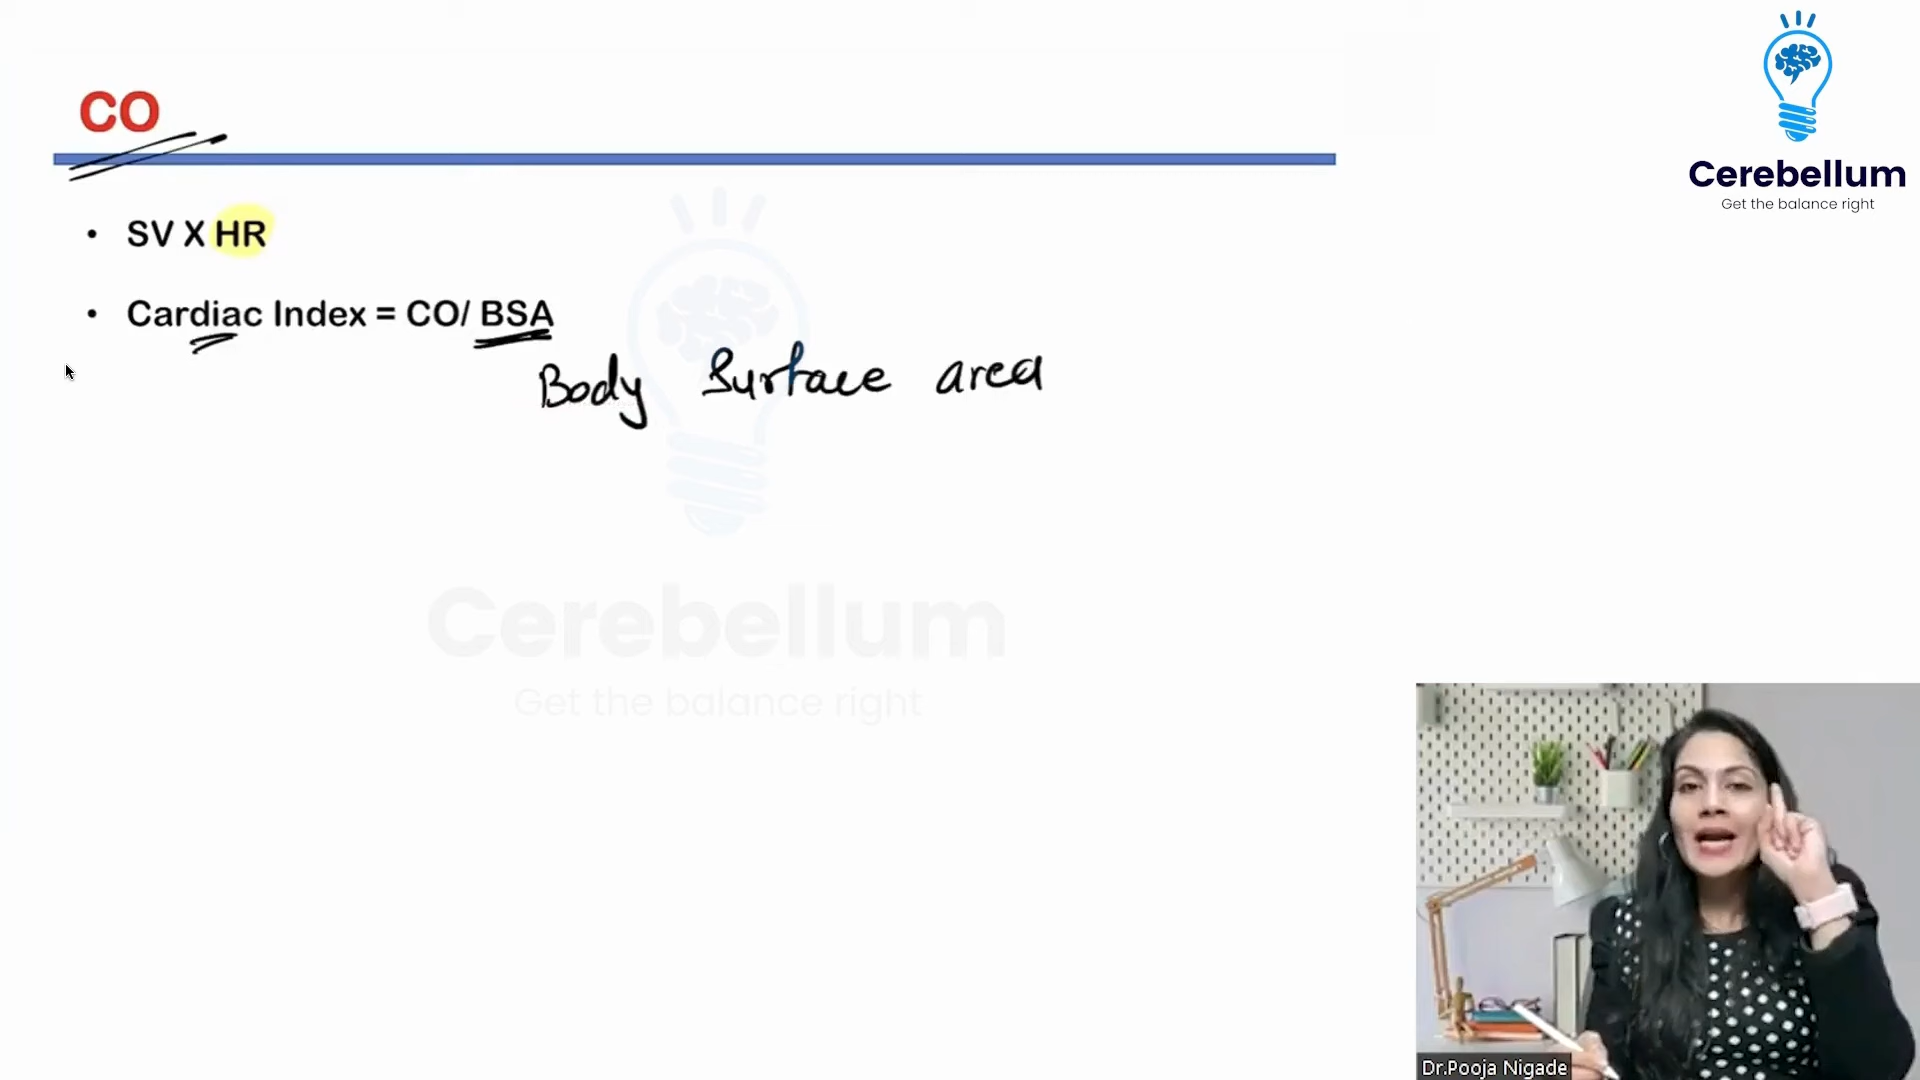 CO
Cerebellum
Get the balance right
• SV X HR
• Cardiac Index = CO/ BSA
Body Surface area
Cerebellum
Get the balance right
Dr.Pooja Nigade